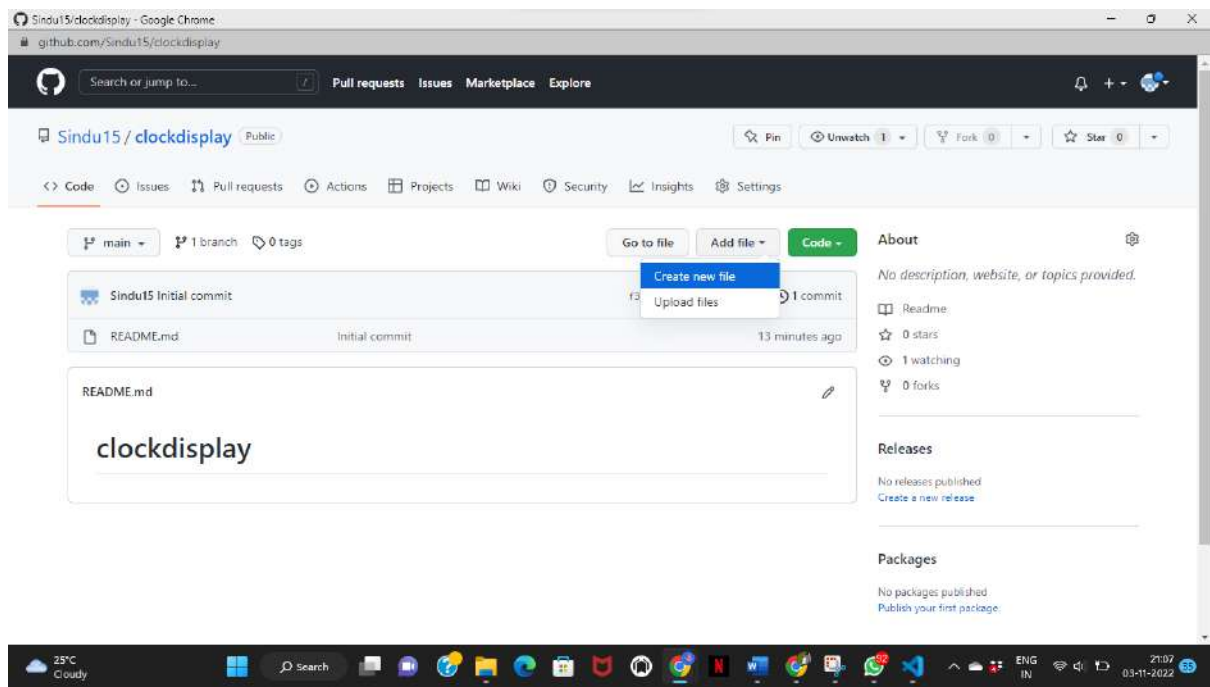 Sindu15/clockdisplay - Google Chrome
github.com/Sindu15/clockdisplay
Search or jump to... / Pull requests Issues Marketplace Explore
Sindu15 / clockdisplay Public
Pin Unwatch 1 Fork 0 Star 0
<> Code Issues Pull requests Actions Projects Wiki Security Insights Settings
main 1 branch 0 tags Go to file Add file Code
Create new file
Upload files
Sindu15 Initial commit 1 commit
README.md Initial commit 13 minutes ago
README.md
clockdisplay
About
No description, website, or topics provided.
Readme
0 stars
1 watching
0 forks
Releases
No releases published
Create a new release
Packages
No packages published
Publish your first package
25°C
Cloudy
Search
92
ENG
IN
21:07
03-11-2022